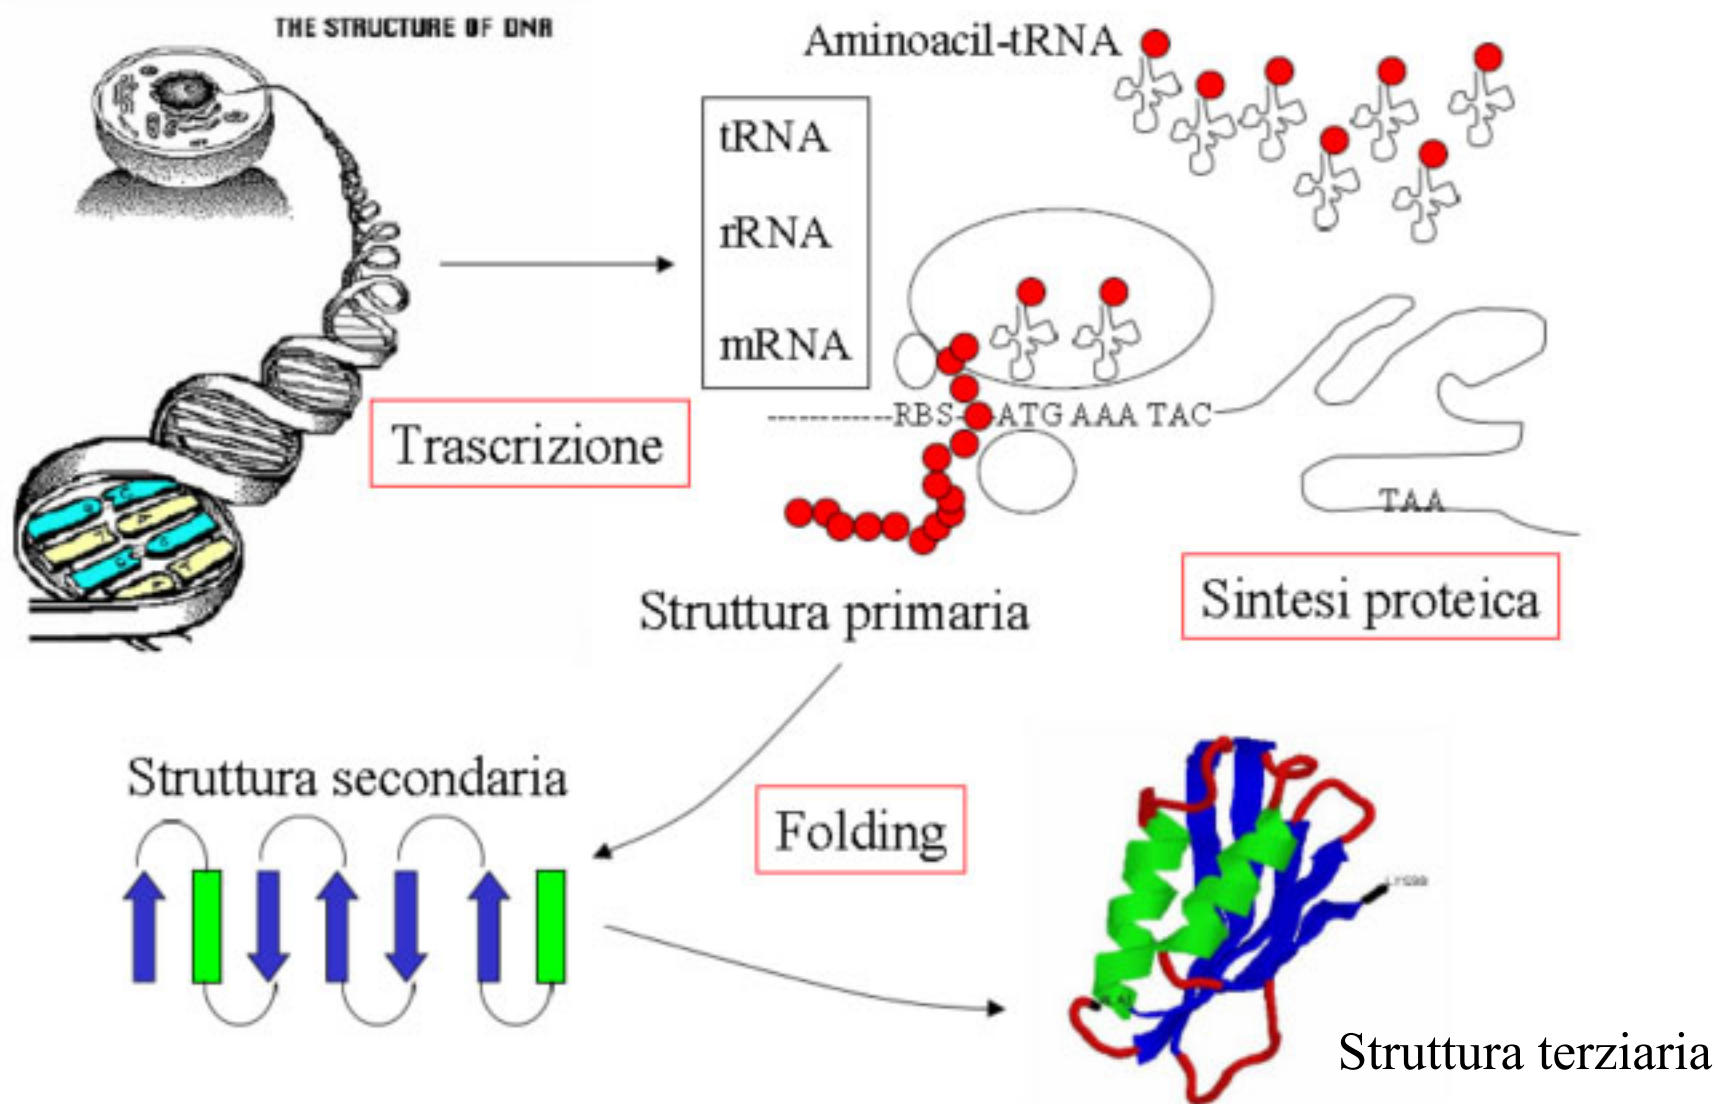 THE STRUCTURE OF DNA
Aminoacil-tRNA
tRNA
rRNA
mRNA
-----------RBS--ATG AAA TAC
Trascrizione
TAA
Sintesi proteica
Struttura primaria
Struttura secondaria
Folding
Struttura terziaria